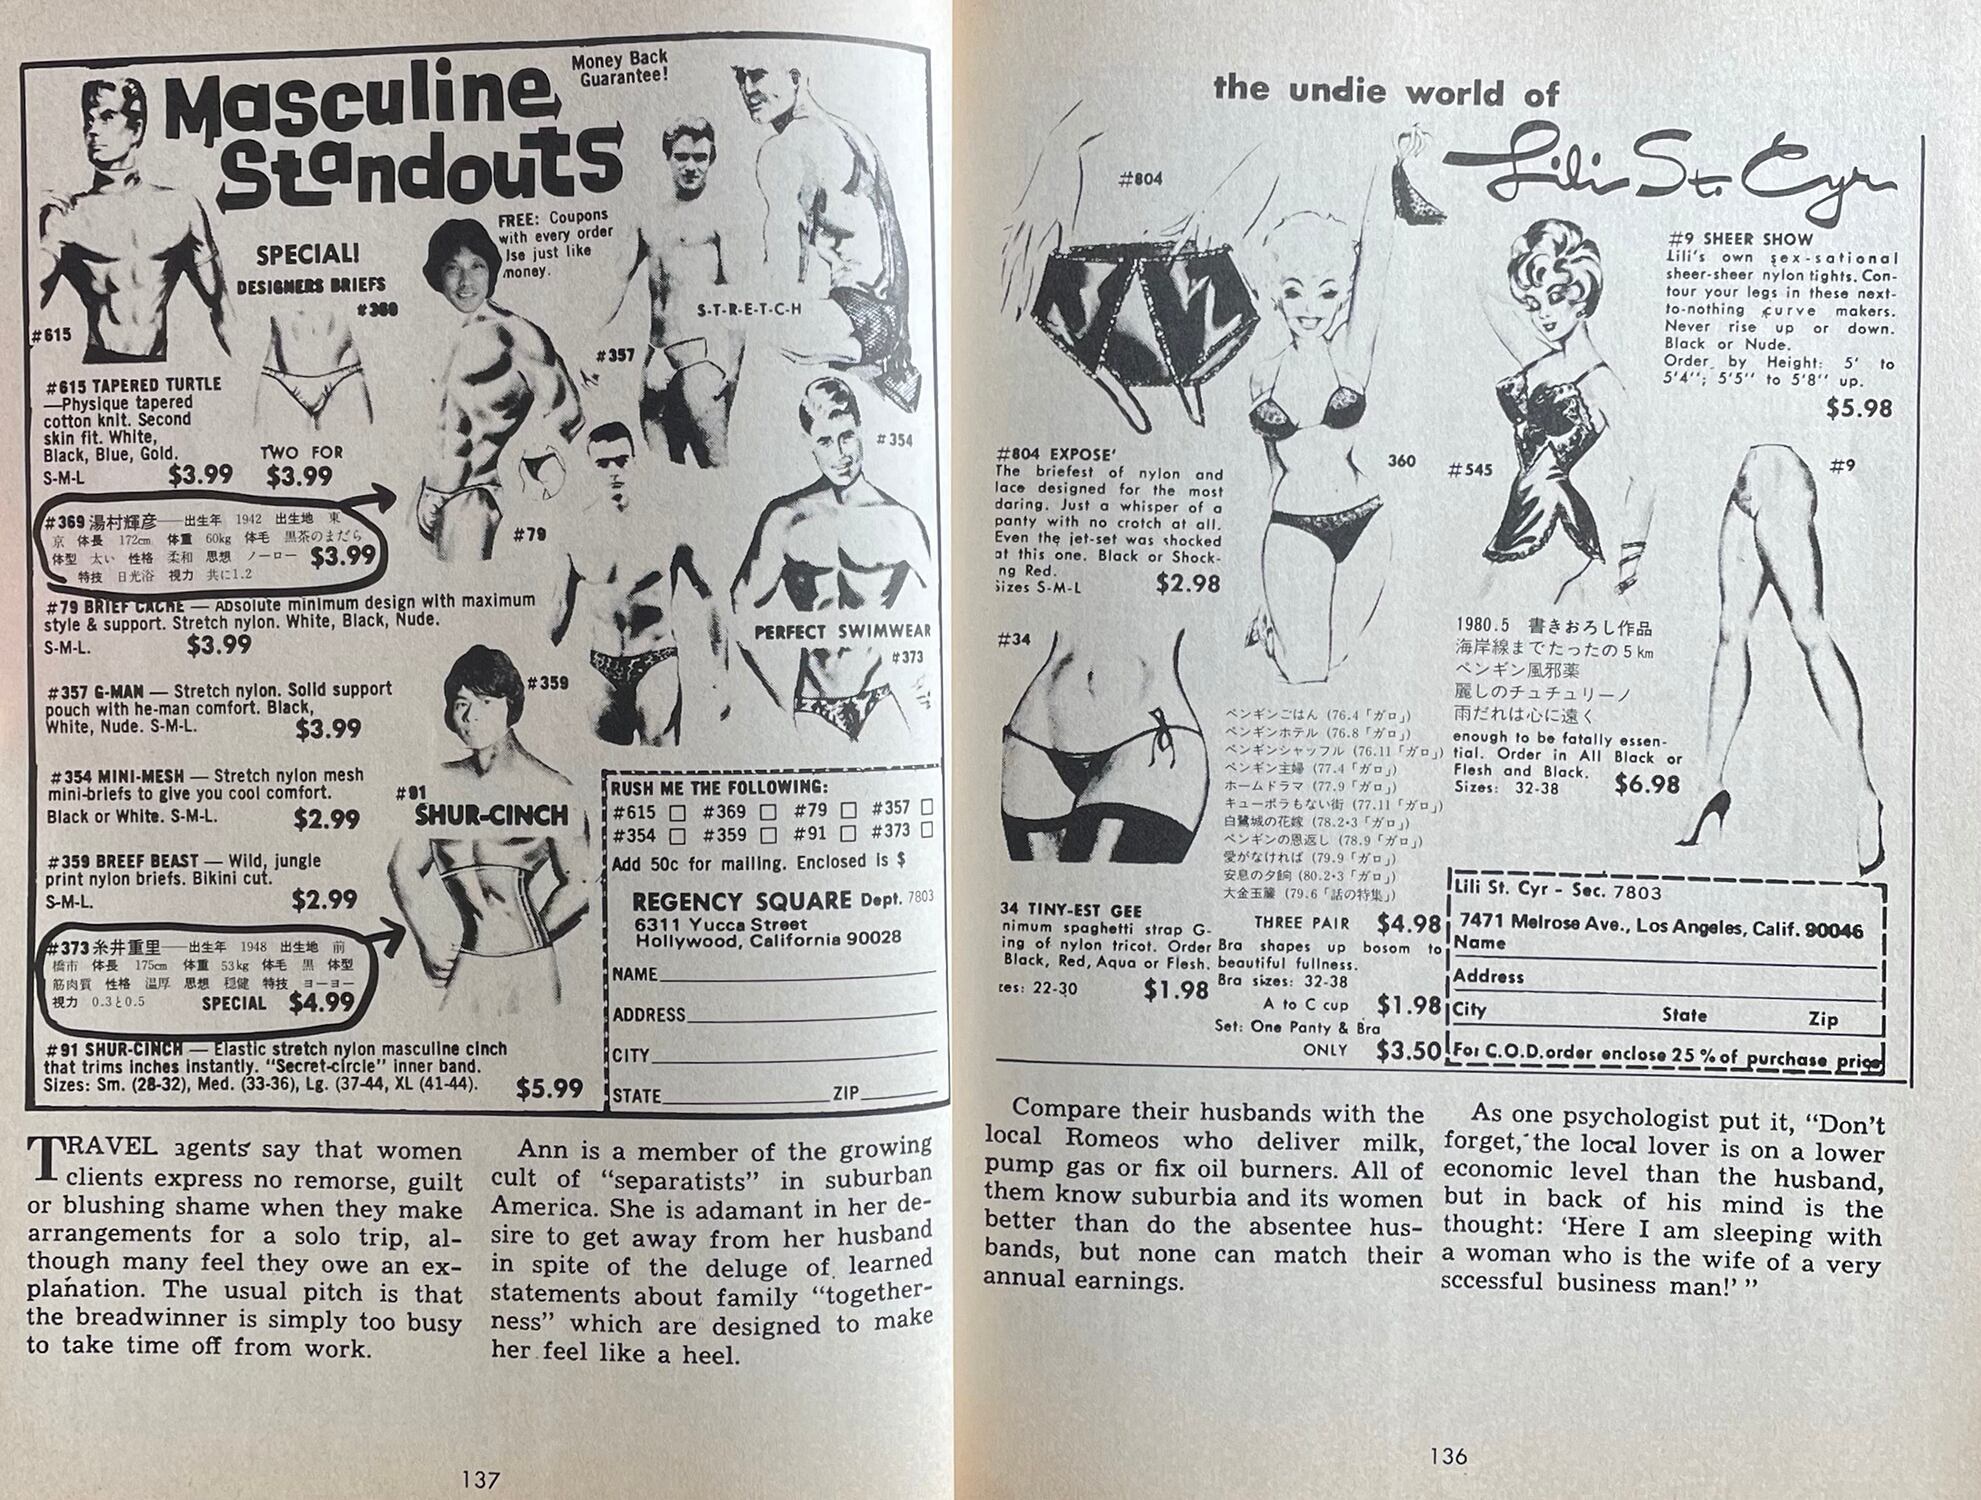 Masculine
Standouts
Money Back
Guarantee!
FREE: Coupons
with every order
Use just like
money.
SPECIAL!
DESIGNERS BRIEFS
#360
#615
#357
S-T-R-E-T-C-H
#354
#615 TAPERED TURTLE
—Physique tapered
cotton knit. Second
skin fit. White,
Black, Blue, Gold.
S-M-L $3.99
TWO FOR
$3.99
#369 湯村輝彦——出生年 1942 出生地 東
京 体長 172cm 体重 60kg 体毛 黒茶のまだら
体型 太い 性格 柔和 思想 ノーロー $3.99
特技 日光浴 視力 共に1.2
#79
#79 BRIEF CACHE — Absolute minimum design with maximum
style & support. Stretch nylon. White, Black, Nude.
S-M-L. $3.99
PERFECT SWIMWEAR
#373
#357 G-MAN — Stretch nylon. Solid support
pouch with he-man comfort. Black,
White, Nude. S-M-L. $3.99
#359
#354 MINI-MESH — Stretch nylon mesh
mini-briefs to give you cool comfort.
Black or White. S-M-L. $2.99
#91
SHUR-CINCH
#359 BREEF BEAST — Wild, jungle
print nylon briefs. Bikini cut.
S-M-L. $2.99
#373 糸井重里——出生年 1948 出生地 前
橋市 体長 175cm 体重 53kg 体毛 黒 体型
筋肉質 性格 温厚 思想 穏健 特技 ヨーヨー
視力 0.3と0.5 SPECIAL $4.99
#91 SHUR-CINCH — Elastic stretch nylon masculine cinch
that trims inches instantly. “Secret-circle” inner band.
Sizes: Sm. (28-32), Med. (33-36), Lg. (37-44, XL (41-44). $5.99
RUSH ME THE FOLLOWING:
#615 □ #369 □ #79 □ #357 □
#354 □ #359 □ #91 □ #373 □
Add 50c for mailing. Enclosed is $
REGENCY SQUARE Dept. 7803
6311 Yucca Street
Hollywood, California 90028
NAME
ADDRESS
CITY
STATE ZIP
TRAVEL agents say that women
clients express no remorse, guilt
or blushing shame when they make
arrangements for a solo trip, al-
though many feel they owe an ex-
planation. The usual pitch is that
the breadwinner is simply too busy
to take time off from work.
Ann is a member of the growing
cult of “separatists” in suburban
America. She is adamant in her de-
sire to get away from her husband
in spite of the deluge of learned
statements about family “together-
ness” which are designed to make
her feel like a heel.
137
the undie world of
Lili St. Cyr
#804
#9 SHEER SHOW
Lili's own sex-sational
sheer-sheer nylon tights. Con-
tour your legs in these next-
to-nothing curve makers.
Never rise up or down.
Black or Nude.
Order by Height: 5' to
5'4''; 5'5'' to 5'8'' up.
$5.98
#804 EXPOSE'
The briefest of nylon and
lace designed for the most
daring. Just a whisper of a
panty with no crotch at all.
Even the jet-set was shocked
at this one. Black or Shock-
ng Red.
Sizes S-M-L $2.98
360
#545
#9
#34
1980.5 書きおろし作品
海岸線までたったの5km
ペンギン風邪薬
麗しのチュチュリーノ
雨だれは心に遠く
enough to be fatally essen-
tial. Order in All Black or
Flesh and Black.
Sizes: 32-38 $6.98
ペンギンごはん (76.4「ガロ」)
ペンギンホテル (76.8「ガロ」)
ペンギンシャッフル (76.11「ガロ」)
ペンギン主婦 (77.4「ガロ」)
ホームドラマ (77.9「ガロ」)
キューポラもない街 (77.11「ガロ」)
白鷺城の花嫁 (78.2・3「ガロ」)
ペンギンの恩返し (78.9「ガロ」)
愛がなければ (79.9「ガロ」)
安息の夕餉 (80.2・3「ガロ」)
大金玉簾 (79.6「話の特集」)
34 TINY-EST GEE
nimum spaghetti strap G-
ing of nylon tricot. Order
Black, Red, Aqua or Flesh.
zes: 22-30 $1.98
THREE PAIR $4.98
Bra shapes up bosom to
beautiful fullness.
Bra sizes: 32-38
A to C cup $1.98
Set: One Panty & Bra
ONLY $3.50
Lili St. Cyr - Sec. 7803
7471 Melrose Ave., Los Angeles, Calif. 90046
Name
Address
City State Zip
For C.O.D. order enclose 25% of purchase price
Compare their husbands with the
local Romeos who deliver milk,
pump gas or fix oil burners. All of
them know suburbia and its women
better than do the absentee hus-
bands, but none can match their
annual earnings.
As one psychologist put it, “Don't
forget, the local lover is on a lower
economic level than the husband,
but in back of his mind is the
thought: ‘Here I am sleeping with
a woman who is the wife of a very
sccessful business man!’ ”
136